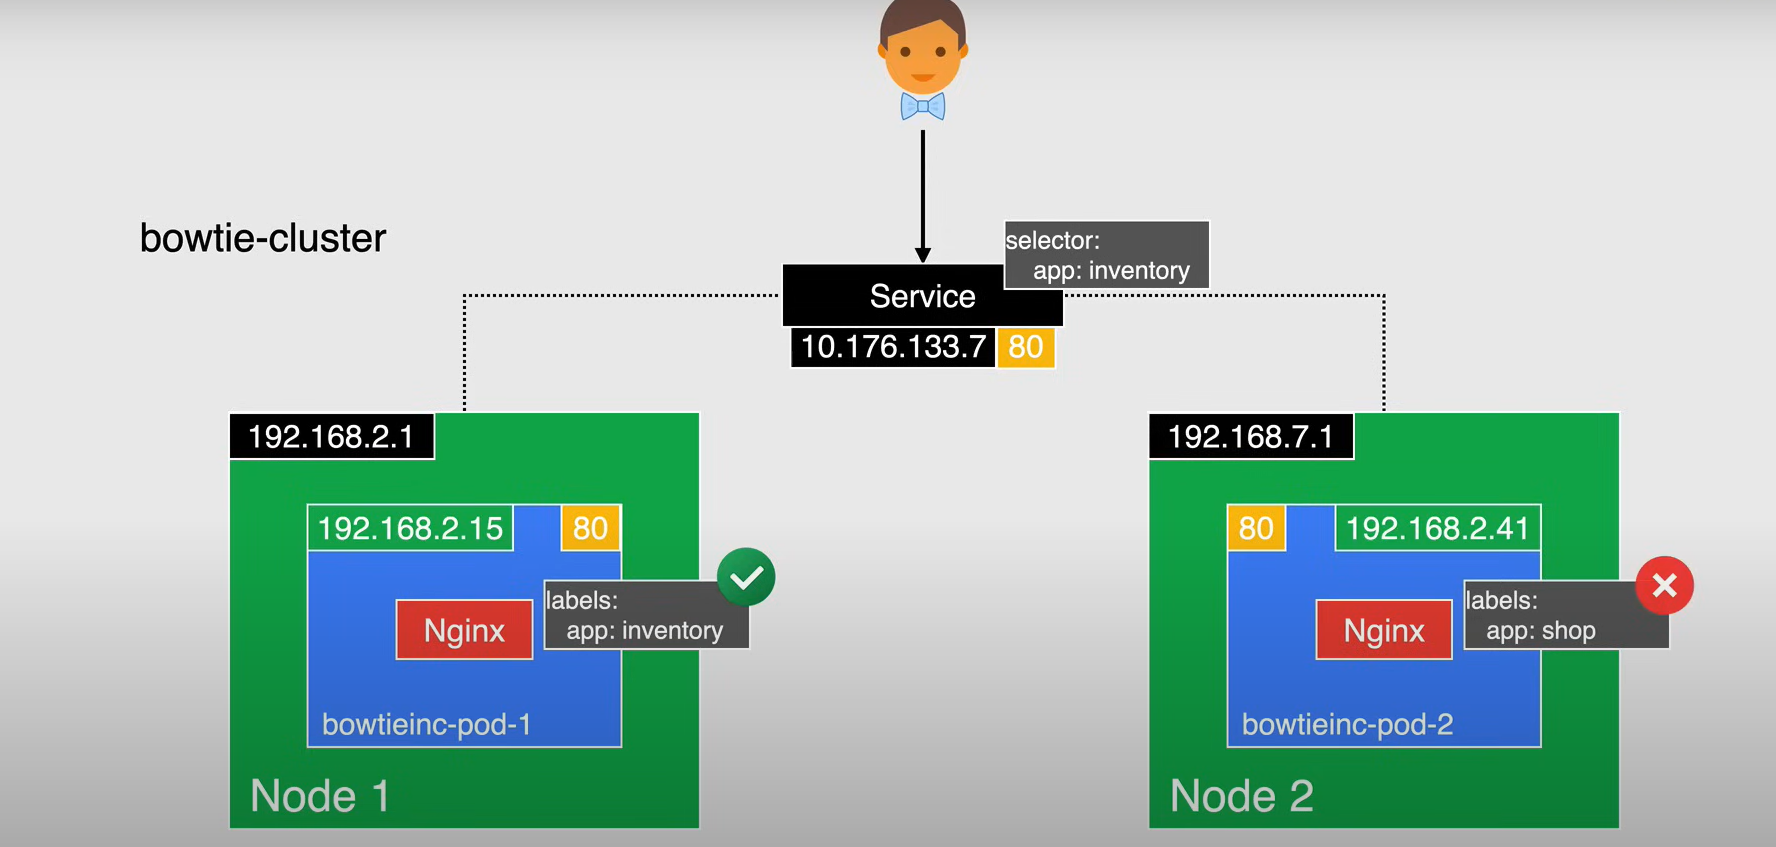 bowtie-cluster
selector:
app: inventory
Service
10.176.133.7 80
192.168.2.1
192.168.2.15 80
Nginx
labels:
app: inventory
bowtieinc-pod-1
Node 1
192.168.7.1
80 192.168.2.41
Nginx
labels:
app: shop
bowtieinc-pod-2
Node 2